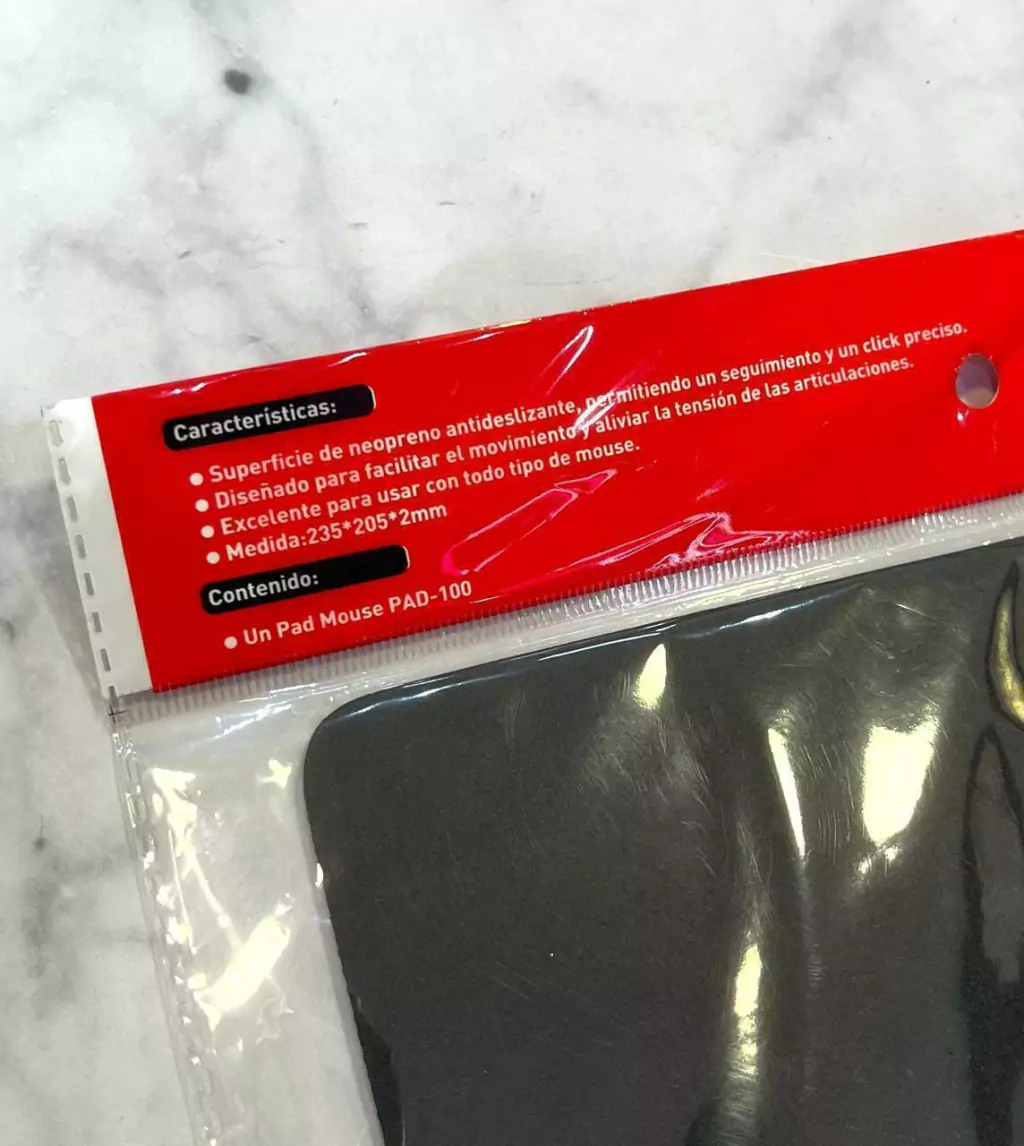 Características:
● Superficie de neopreno antideslizante, permitiendo un seguimiento y un click preciso.
● Diseñado para facilitar el movimiento y aliviar la tensión de las articulaciones.
● Excelente para usar con todo tipo de mouse.
● Medida:235*205*2mm
Contenido:
● Un Pad Mouse PAD-100